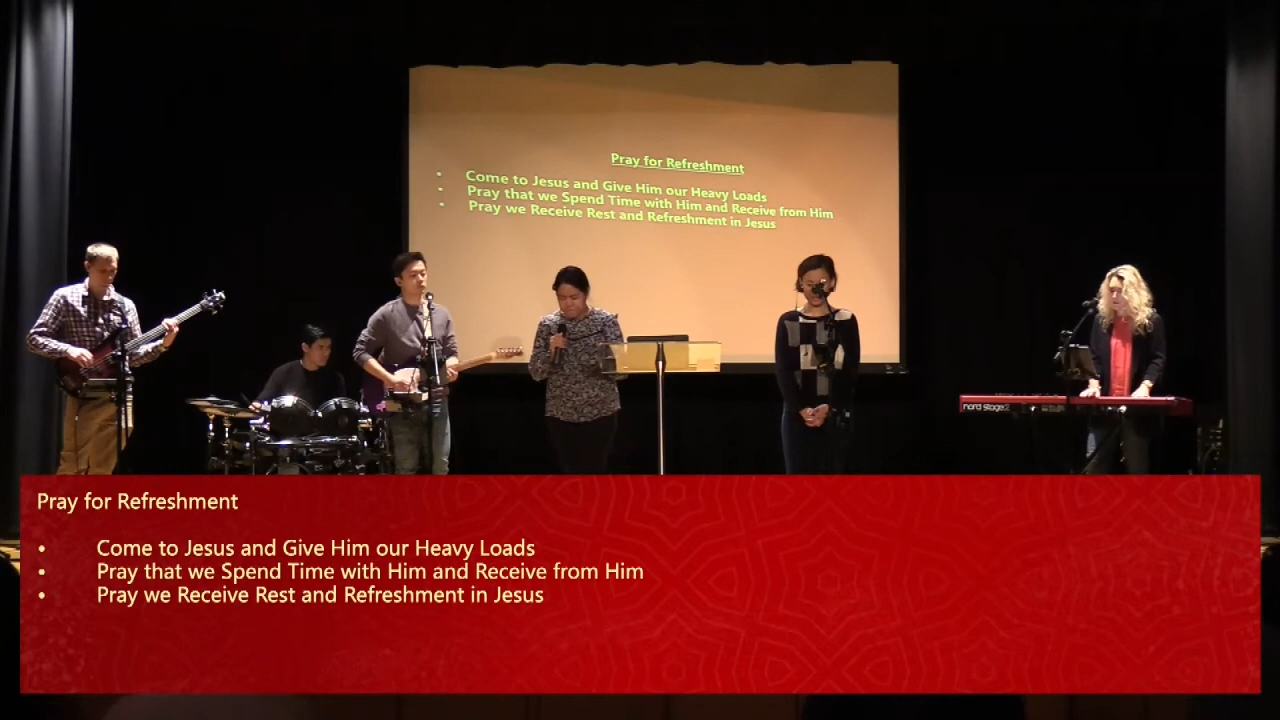 Pray for Refreshment
• Come to Jesus and Give Him our Heavy Loads
• Pray that we Spend Time with Him and Receive from Him
• Pray we Receive Rest and Refreshment in Jesus
nord stage 2
Pray for Refreshment
• Come to Jesus and Give Him our Heavy Loads
• Pray that we Spend Time with Him and Receive from Him
• Pray we Receive Rest and Refreshment in Jesus